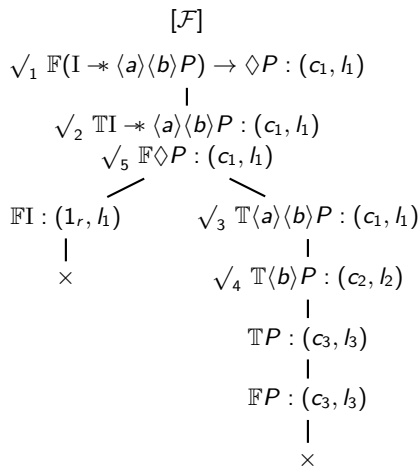 [ℱ]
√₁ 𝔽(I −∗ ⟨a⟩⟨b⟩P) → ◊P : (c₁, l₁)
√₂ 𝕋I −∗ ⟨a⟩⟨b⟩P : (c₁, l₁)
√₅ 𝔽◊P : (c₁, l₁)
𝔽I : (1ᵣ, l₁)
×
√₃ 𝕋⟨a⟩⟨b⟩P : (c₁, l₁)
√₄ 𝕋⟨b⟩P : (c₂, l₂)
𝕋P : (c₃, l₃)
𝔽P : (c₃, l₃)
×